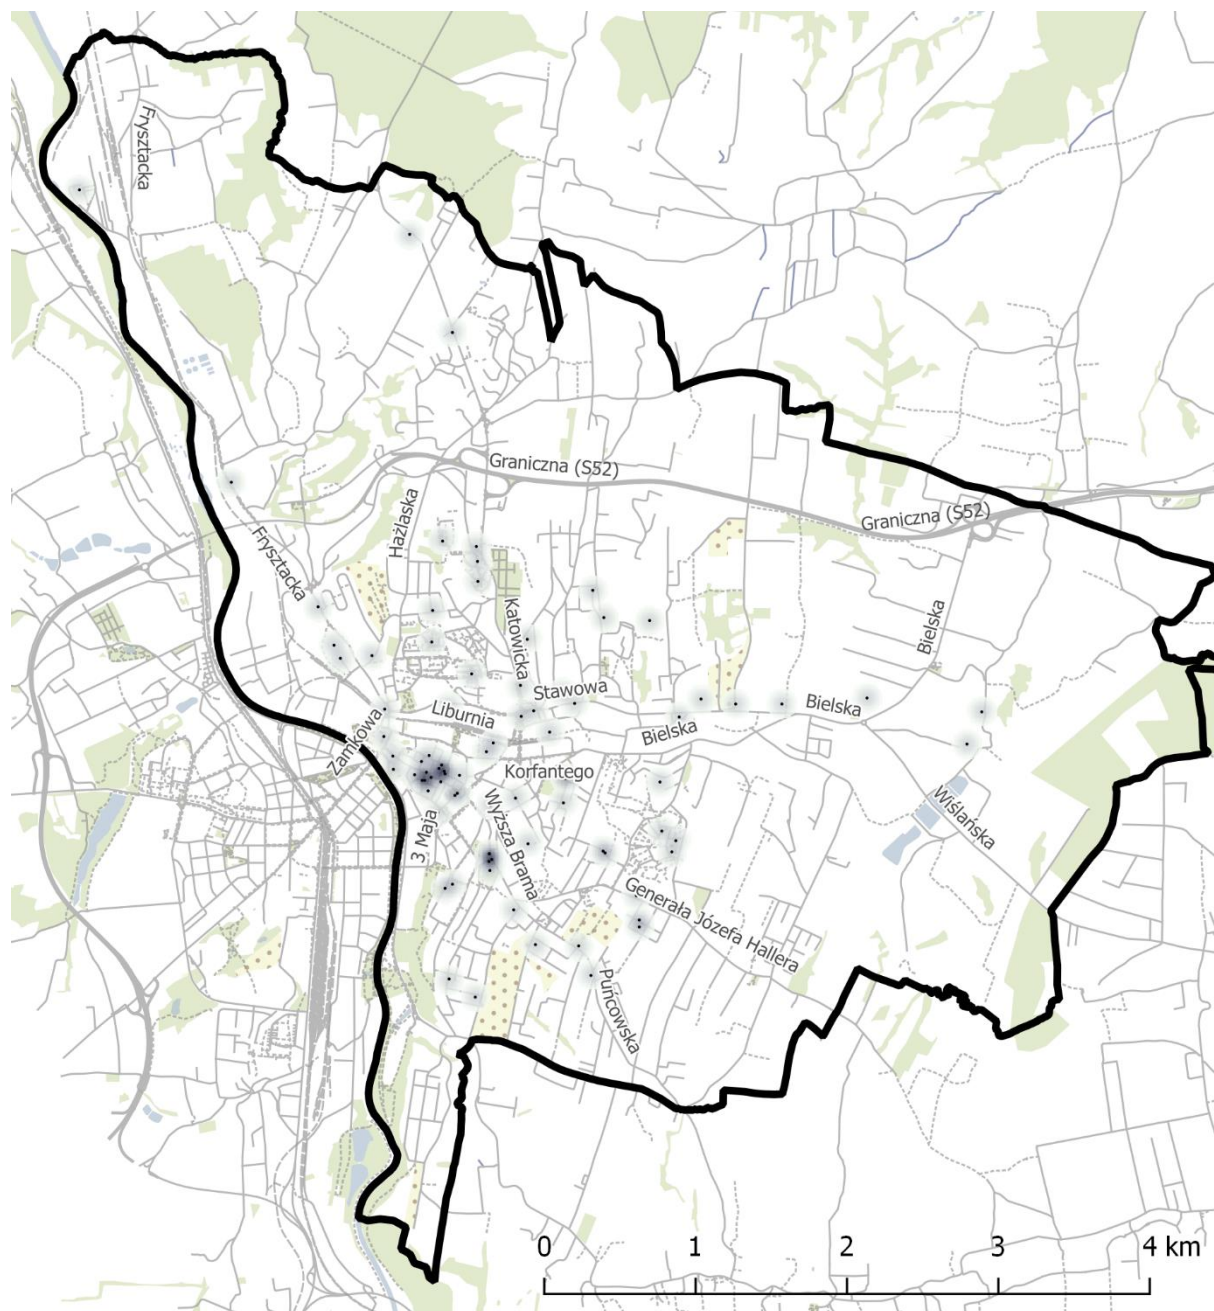 Frysztacka
Graniczna (S52)
Graniczna (S52)
Hażlaska
Frysztacka
Katowicka
Bielska
Stawowa
Liburnia
Bielska
Bielska
Zamkowa
Korfantego
3 Maja
Wyższa Brama
Wiślańska
Generała Józefa Hallera
Puńcowska
0 1 2 3 4 km